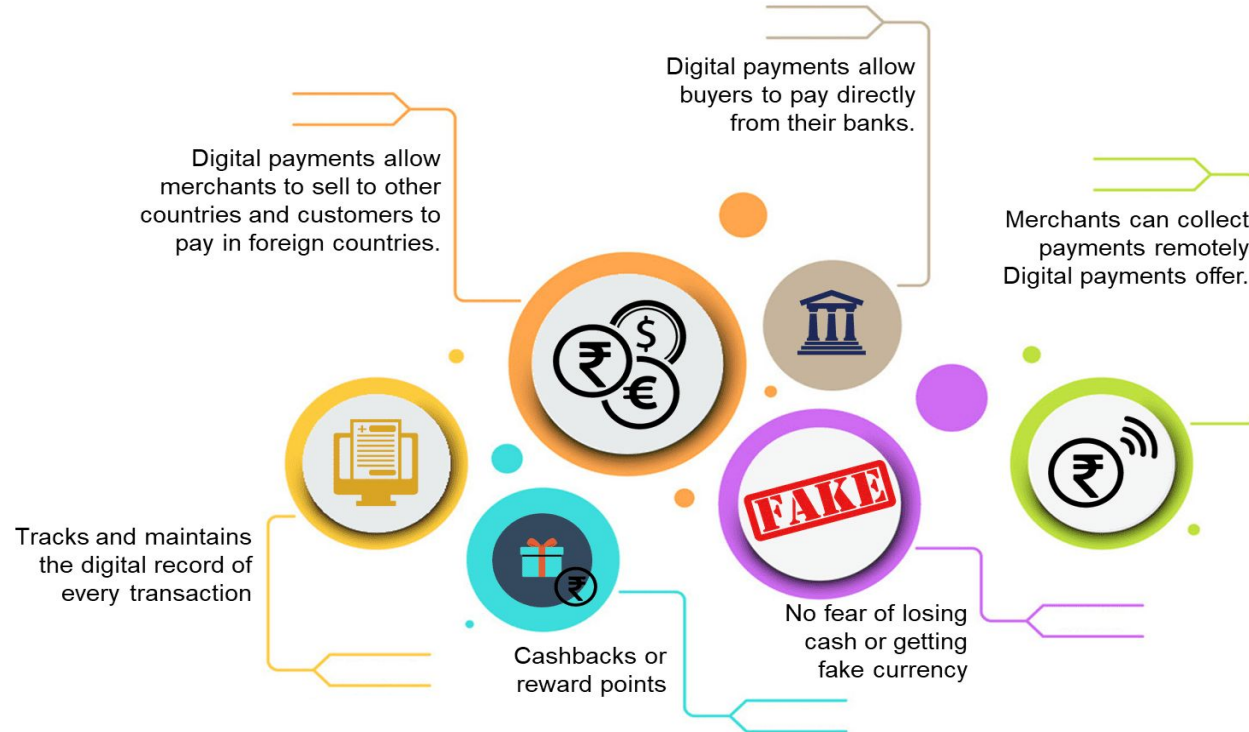 Digital payments allow
buyers to pay directly
from their banks.
Digital payments allow
merchants to sell to other
countries and customers to
pay in foreign countries.
Merchants can collect
payments remotely
Digital payments offer.
₹
$
€
FAKE
₹
₹
Tracks and maintains
the digital record of
every transaction
Cashbacks or
reward points
No fear of losing
cash or getting
fake currency